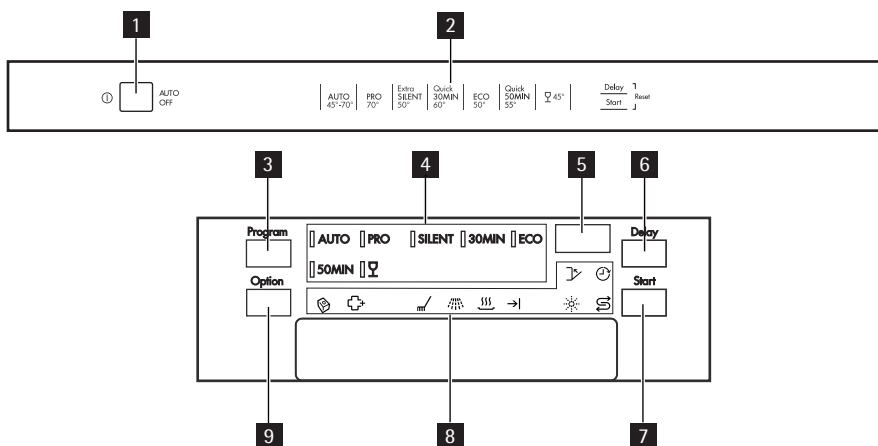 1
2
AUTO
OFF
AUTO
45°-70°
PRO
70°
Extra
SILENT
50°
Quick
30MIN
60°
ECO
50°
Quick
50MIN
55°
45°
Delay
Start
Reset
3
4
5
6
Program
AUTO PRO SILENT 30MIN ECO
Delay
50MIN
Option
Start
9
8
7